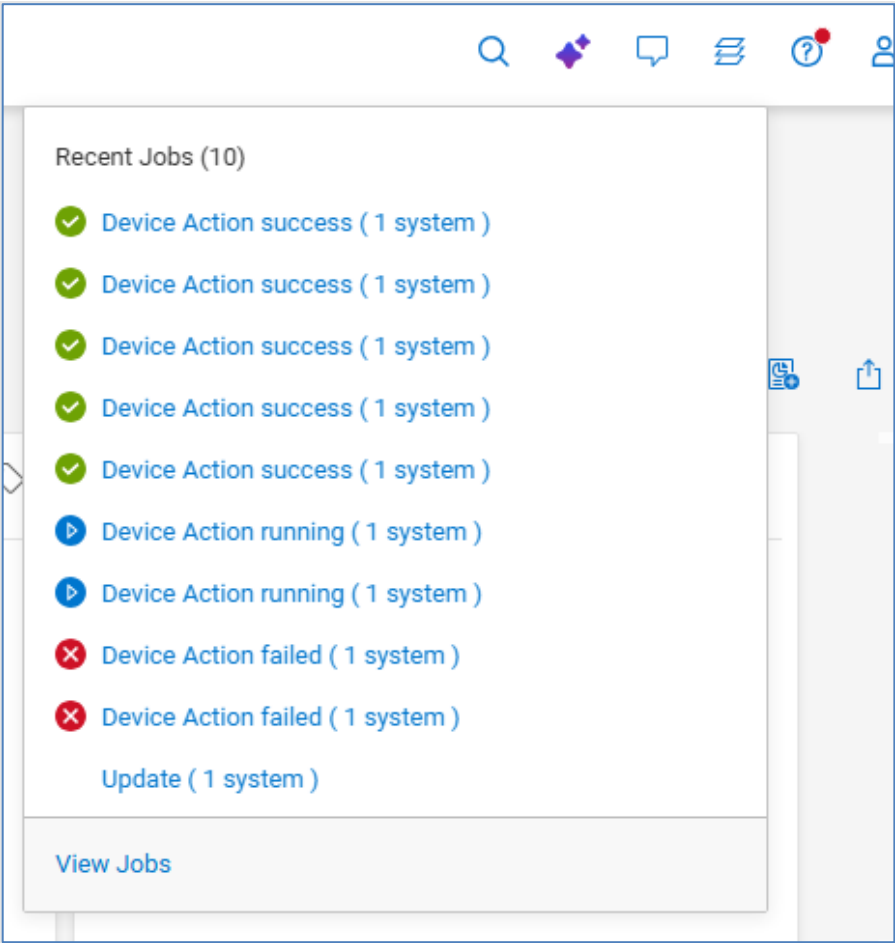 Recent Jobs (10)
Device Action success ( 1 system )
Device Action success ( 1 system )
Device Action success ( 1 system )
Device Action success ( 1 system )
Device Action success ( 1 system )
Device Action running ( 1 system )
Device Action running ( 1 system )
Device Action failed ( 1 system )
Device Action failed ( 1 system )
Update ( 1 system )
View Jobs